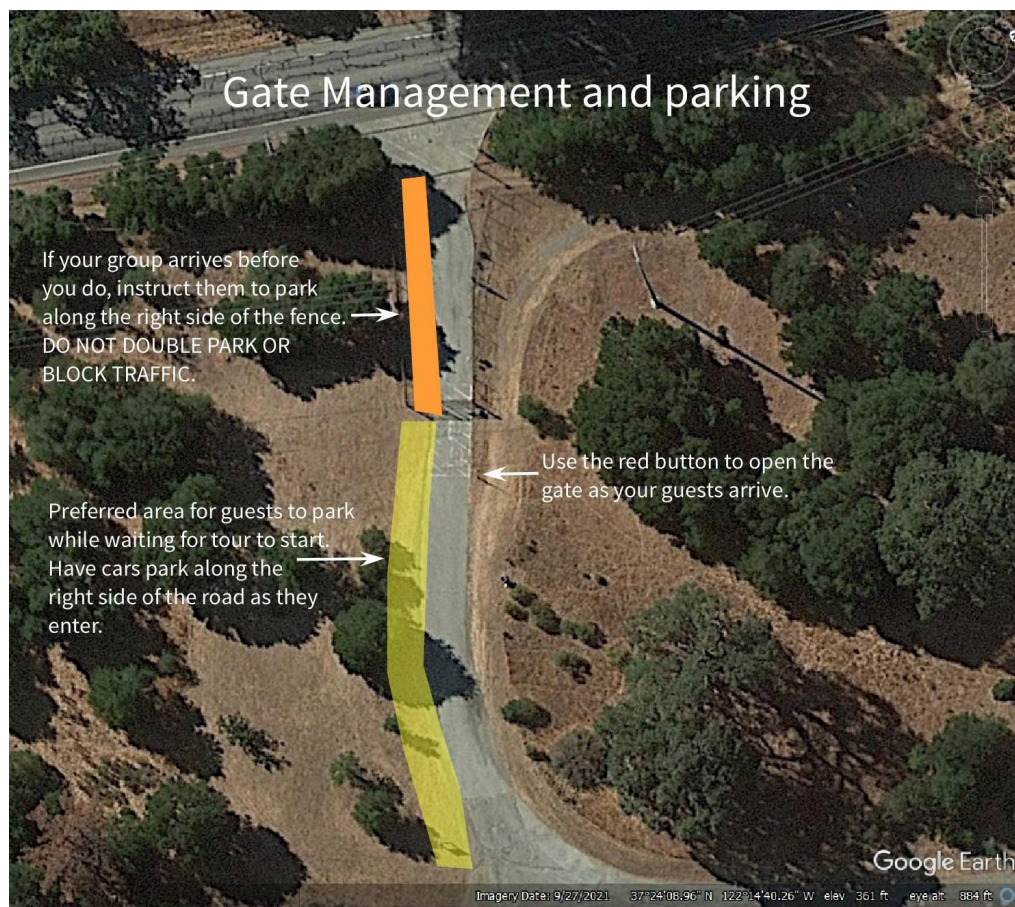 Gate Management and parking
If your group arrives before
you do, instruct them to park
along the right side of the fence.
DO NOT DOUBLE PARK OR
BLOCK TRAFFIC.
Use the red button to open the
gate as your guests arrive.
Preferred area for guests to park
while waiting for tour to start.
Have cars park along the
right side of the road as they
enter.
Google Earth
Imagery Date: 9/27/2021 37°24'08.96" N 122°14'40.26" W elev 361 ft eye alt 884 ft